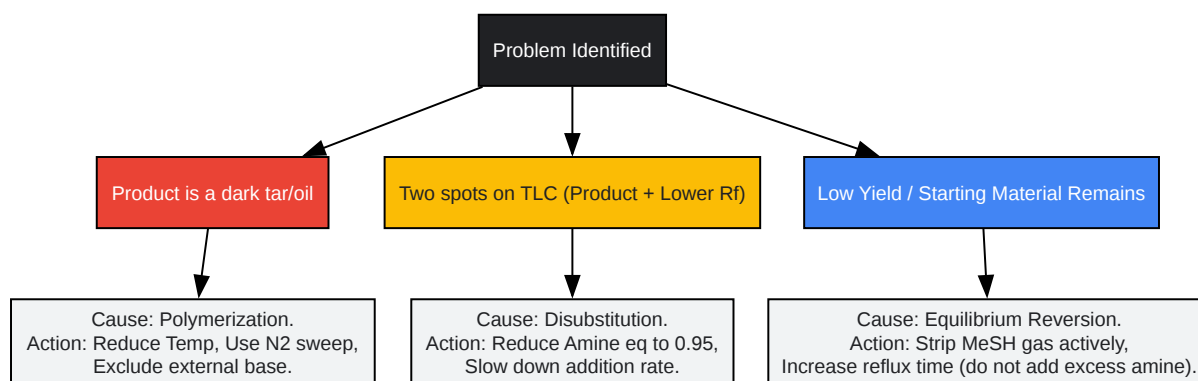 Problem Identified
Product is a dark tar/oil
Two spots on TLC (Product + Lower Rf)
Low Yield / Starting Material Remains
Cause: Polymerization.
Action: Reduce Temp, Use N2 sweep,
Exclude external base.
Cause: Disubstitution.
Action: Reduce Amine eq to 0.95,
Slow down addition rate.
Cause: Equilibrium Reversion.
Action: Strip MeSH gas actively,
Increase reflux time (do not add excess amine).